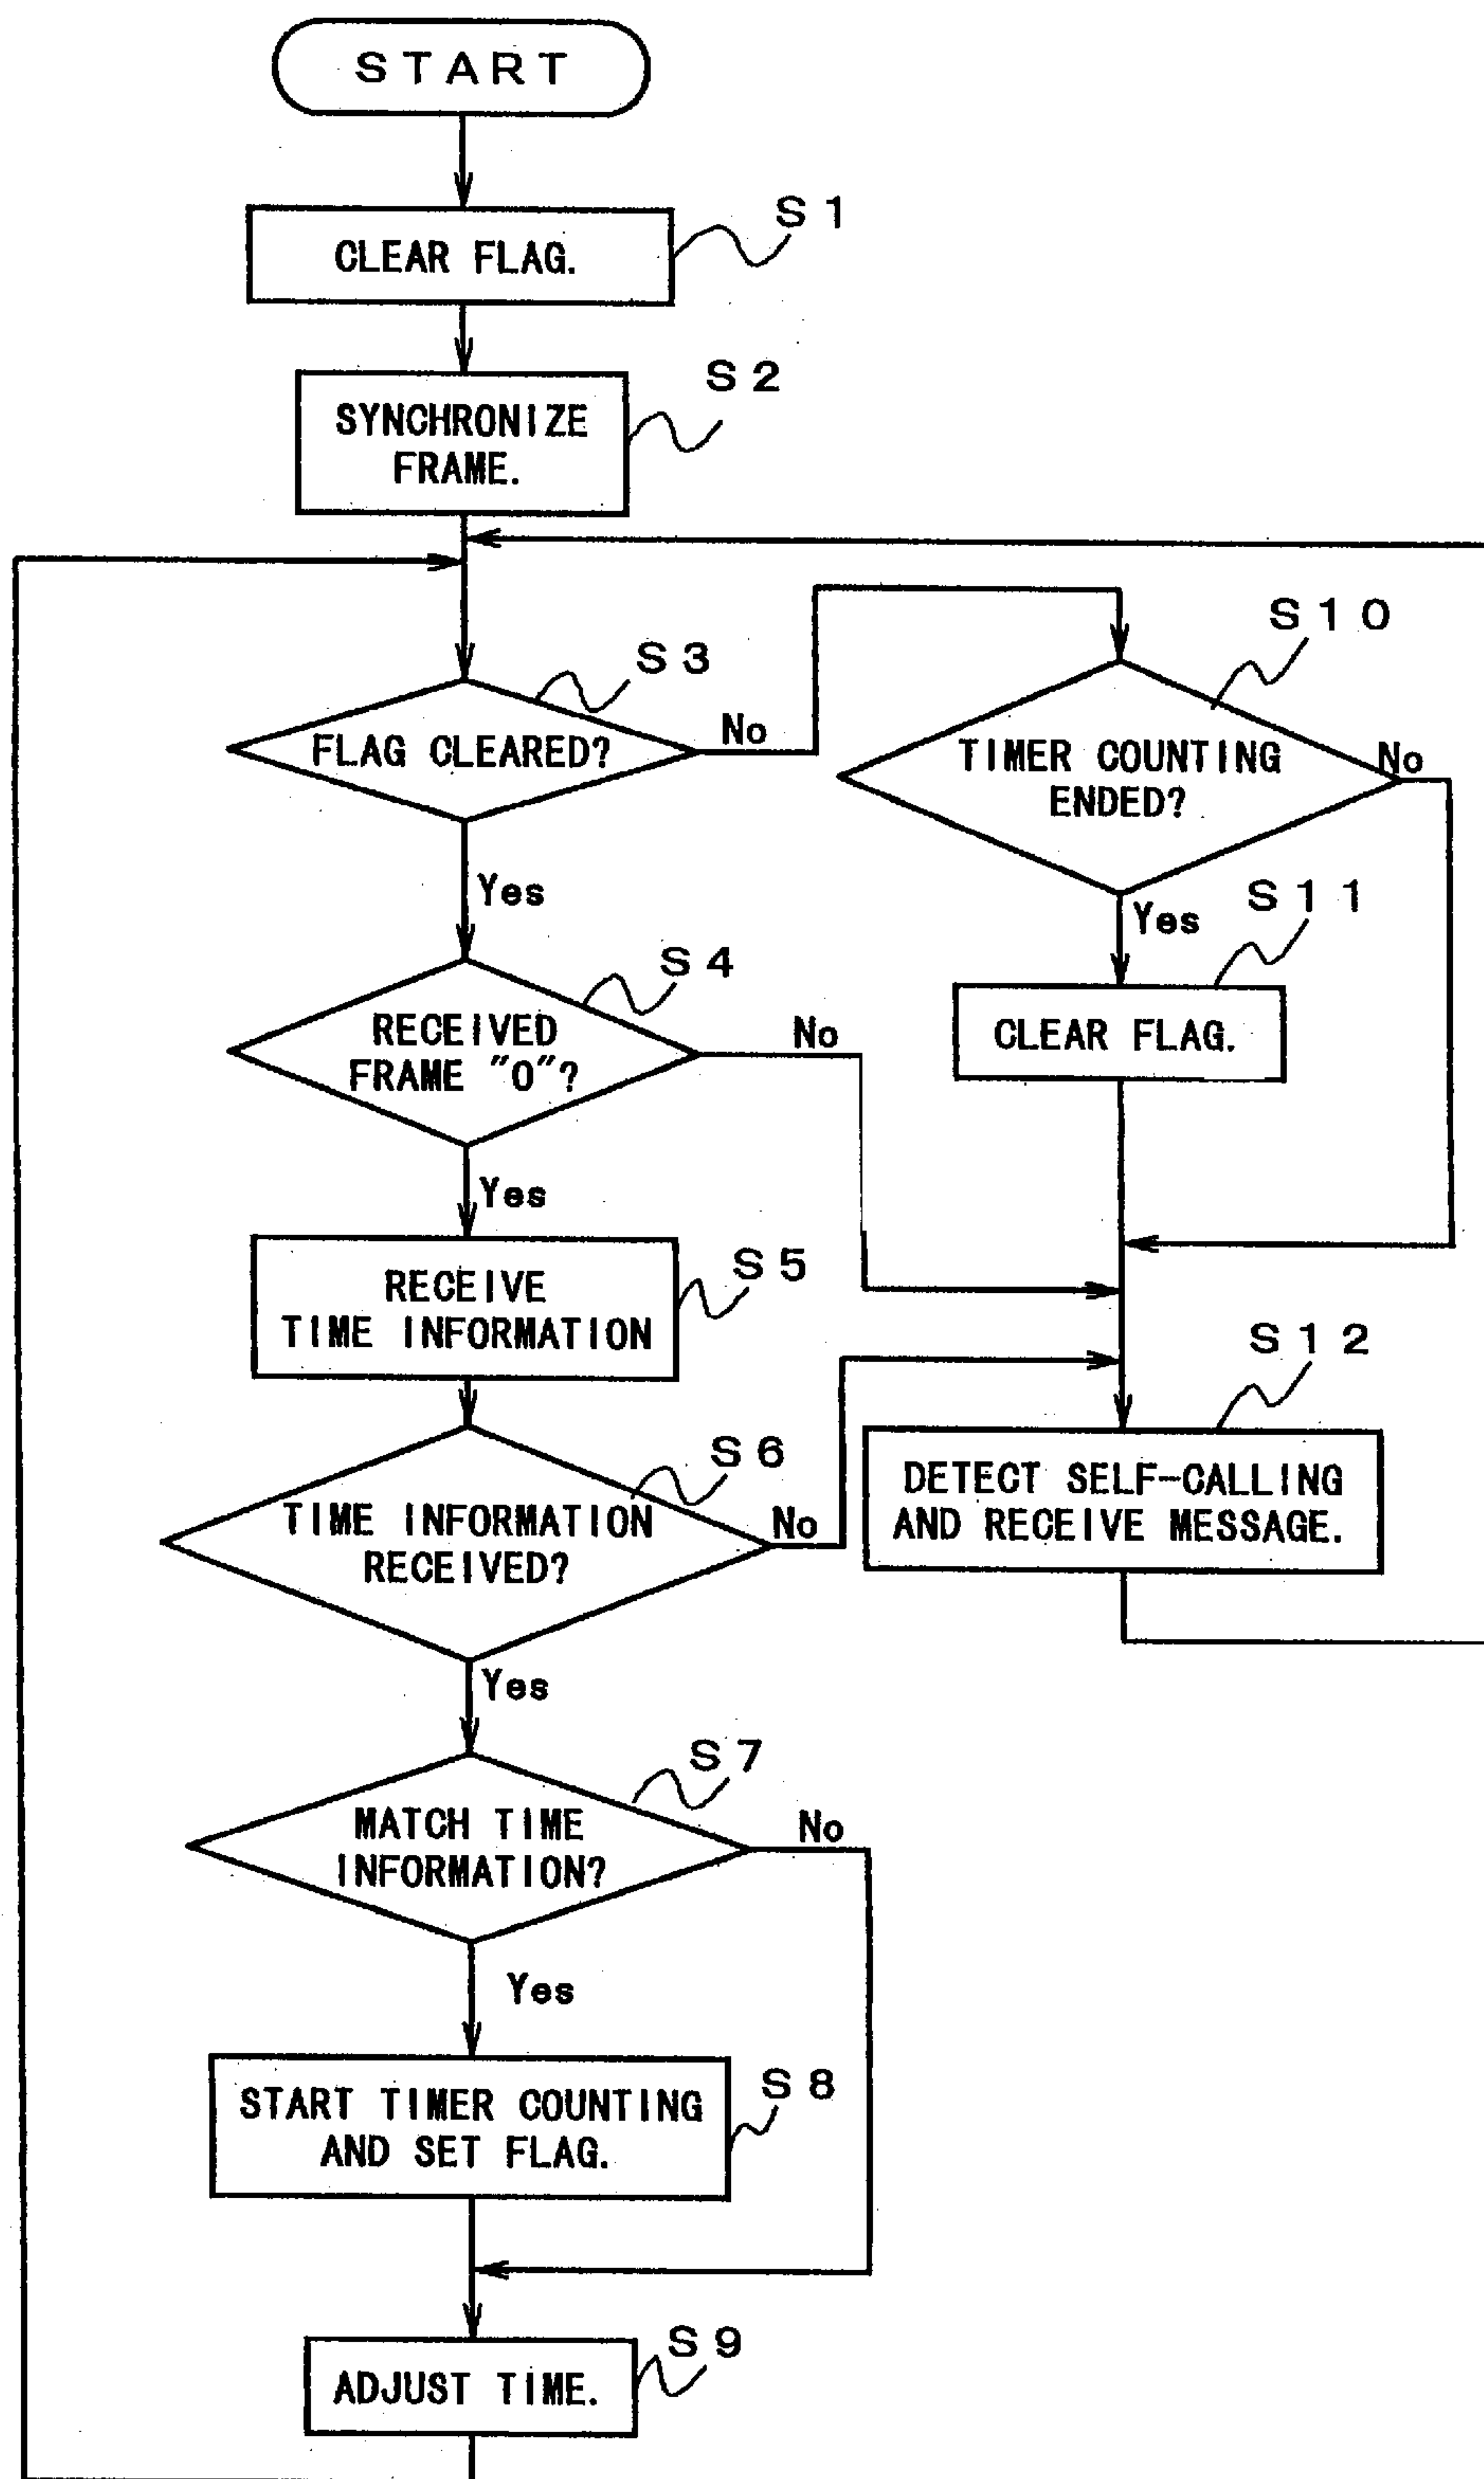 START
S1
CLEAR FLAG.
S2
SYNCHRONIZE
FRAME.
S3
FLAG CLEARED?
No
Yes
S10
TIMER COUNTING
ENDED?
No
Yes
S11
CLEAR FLAG.
S4
RECEIVED
FRAME "0"?
No
Yes
S5
RECEIVE
TIME INFORMATION
S6
TIME INFORMATION
RECEIVED?
No
Yes
S12
DETECT SELF-CALLING
AND RECEIVE MESSAGE.
S7
MATCH TIME
INFORMATION?
No
Yes
S8
START TIMER COUNTING
AND SET FLAG.
S9
ADJUST TIME.